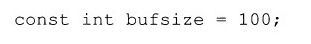 const int bufsize = 100;